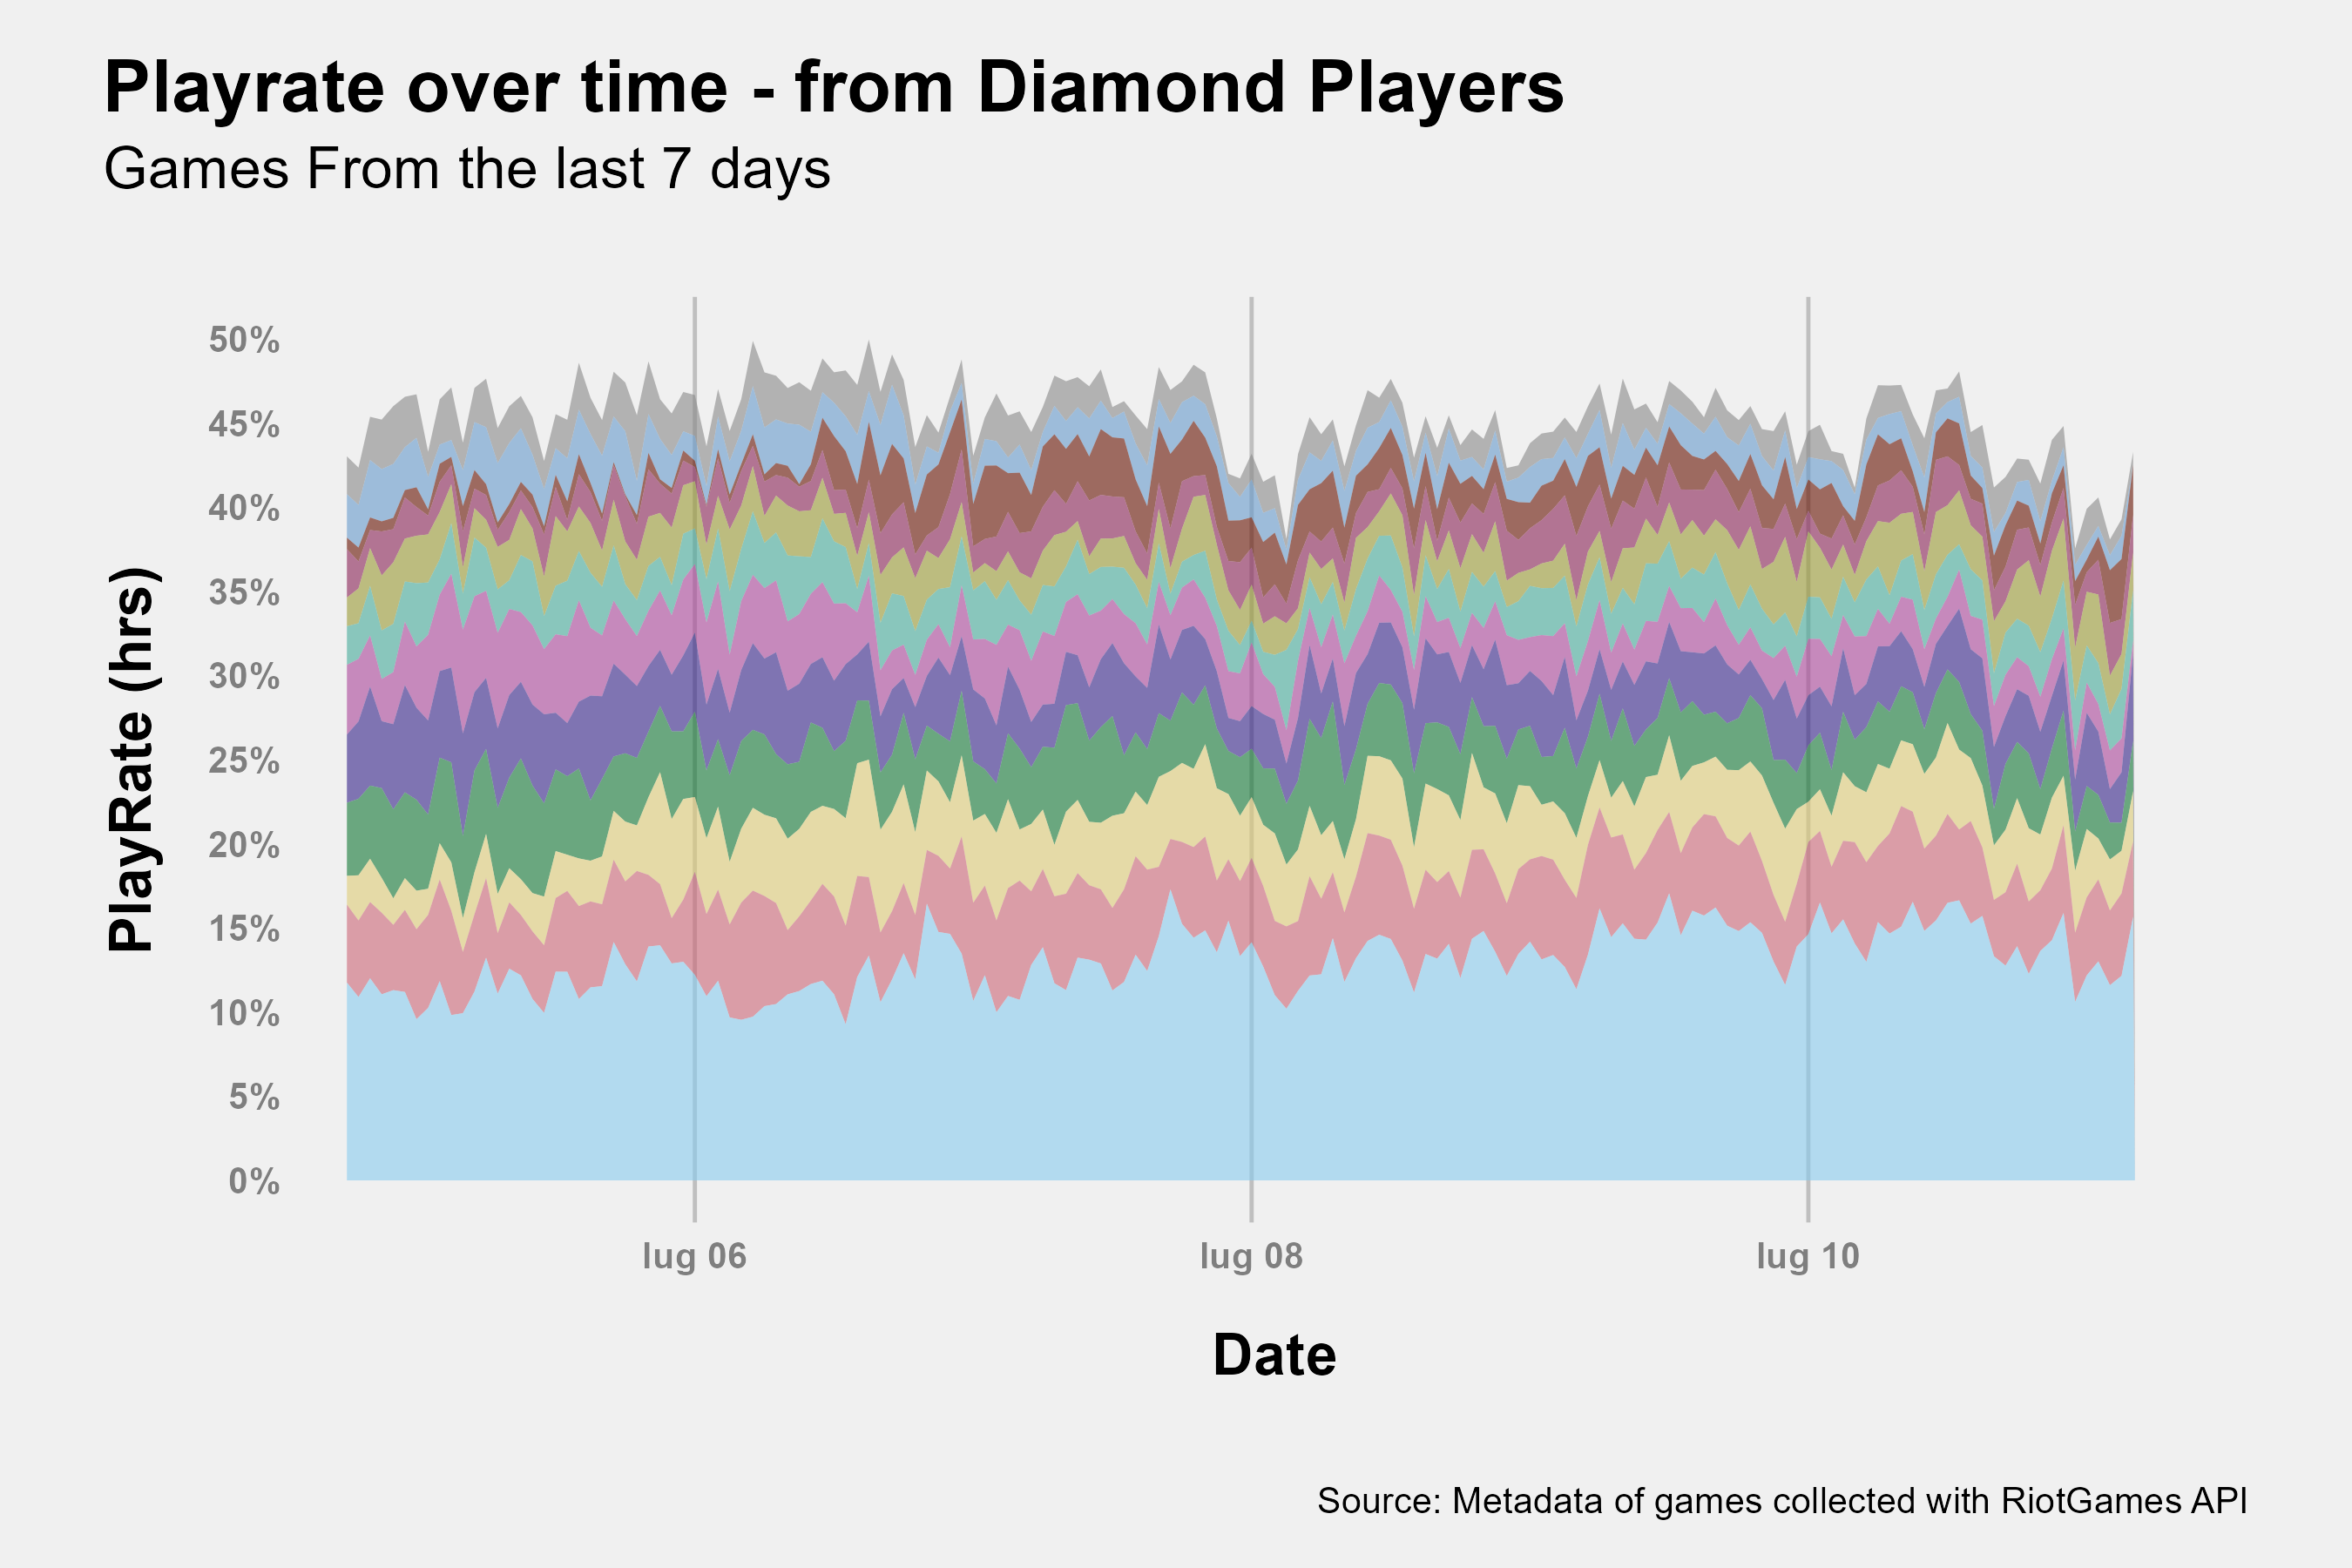 Playrate over time - from Diamond Players
Games From the last 7 days
PlayRate (hrs)
50%
45%
40%
35%
30%
25%
20%
15%
10%
5%
0%
lug 06
lug 08
lug 10
Date
Source: Metadata of games collected with RiotGames API